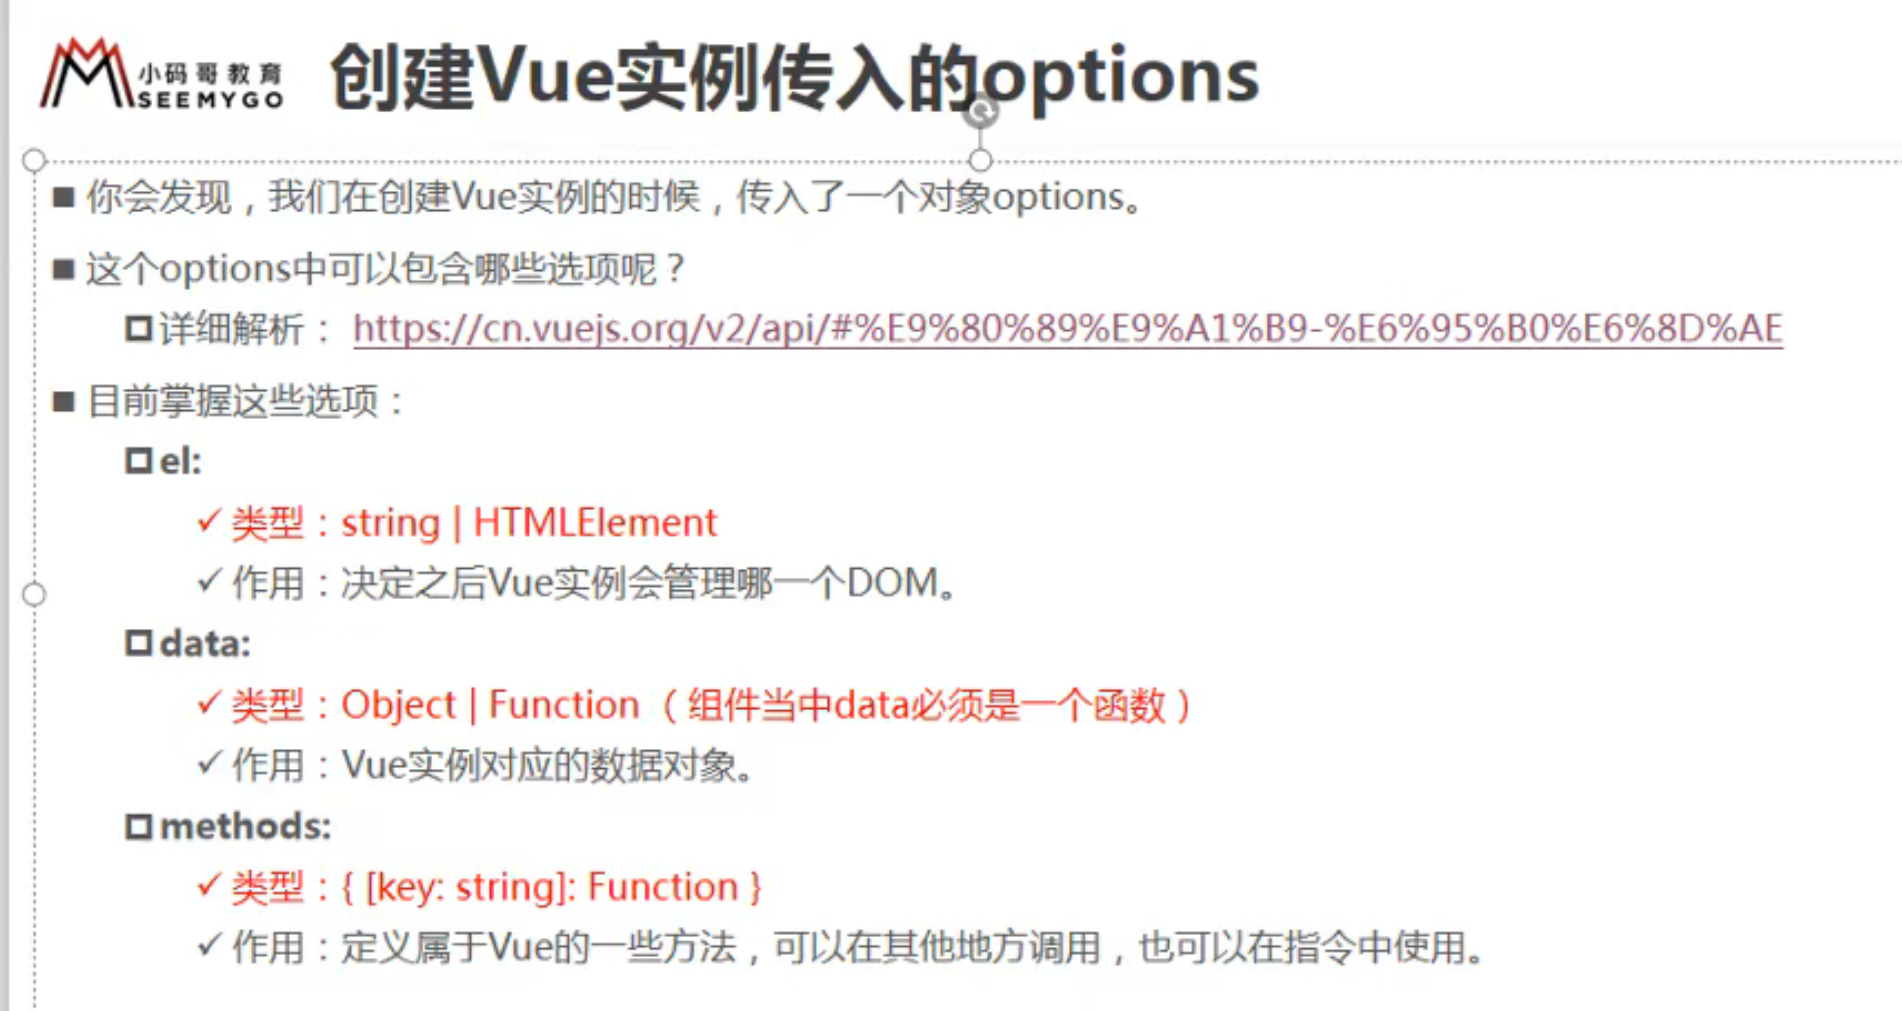 小码哥教育
SEEMYGO
创建Vue实例传入的options
你会发现，我们在创建Vue实例的时候，传入了一个对象options。
这个options中可以包含哪些选项呢？
详细解析： https://cn.vuejs.org/v2/api/#%E9%80%89%E9%A1%B9-%E6%95%B0%E6%8D%AE
目前掌握这些选项：
el:
类型：string | HTMLElement
作用：决定之后Vue实例会管理哪一个DOM。
data:
类型：Object | Function （组件当中data必须是一个函数）
作用：Vue实例对应的数据对象。
methods:
类型：{ [key: string]: Function }
作用：定义属于Vue的一些方法，可以在其他地方调用，也可以在指令中使用。